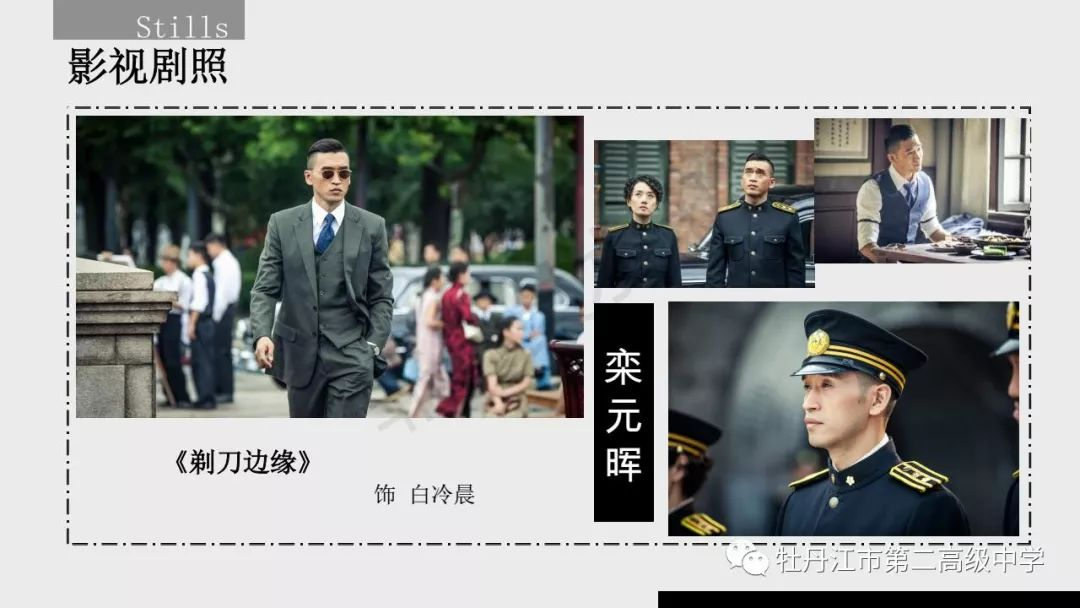 Stills
影视剧照
《剃刀边缘》
饰 白冷晨
栾元晖
牡丹江市第二高级中学